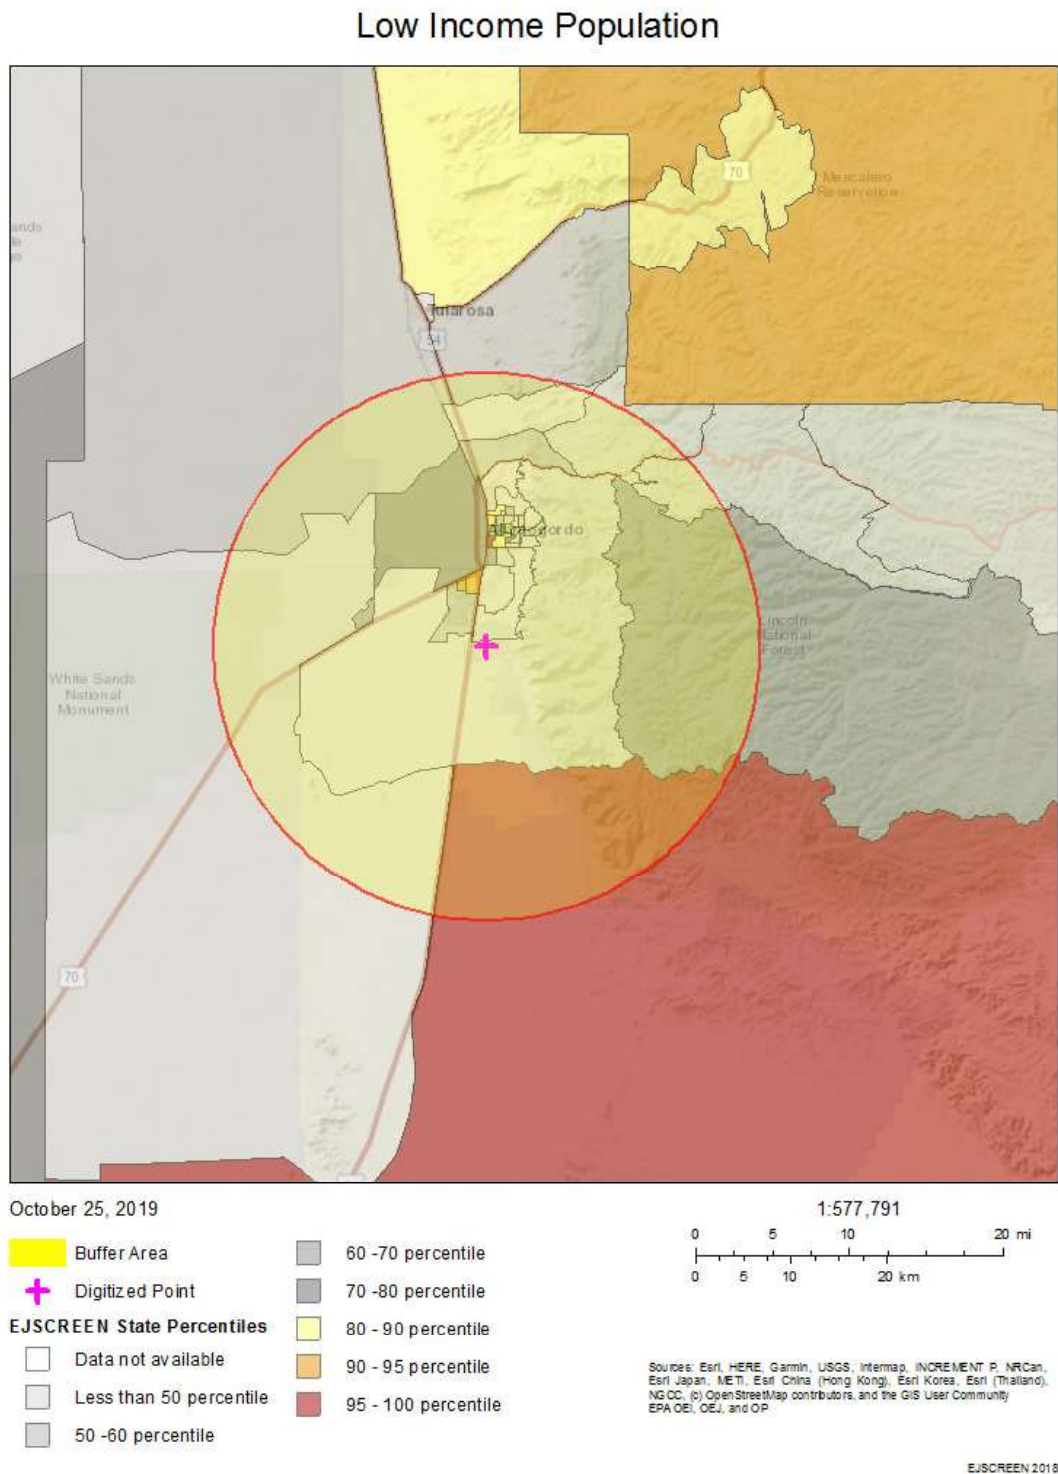 Low Income Population
70
Mescalero
Reservation
Tularosa
54
Alamogordo
Lincoln
National
Forest
White Sands
National
Monument
70
October 25, 2019
Buffer Area
Digitized Point
EJSCREEN State Percentiles
Data not available
Less than 50 percentile
50 -60 percentile
60 -70 percentile
70 -80 percentile
80 - 90 percentile
90 - 95 percentile
95 - 100 percentile
1:577,791
0 5 10 20 mi
0 5 10 20 km
Sources: Esri, HERE, Garmin, USGS, Intermap, INCREMENT P, NRCan,
Esri Japan, METI, Esri China (Hong Kong), Esri Korea, Esri (Thailand),
NGCC, (c) OpenStreetMap contributors, and the GIS User Community
EPA OEI, OEJ, and OP
EJSCREEN 2018